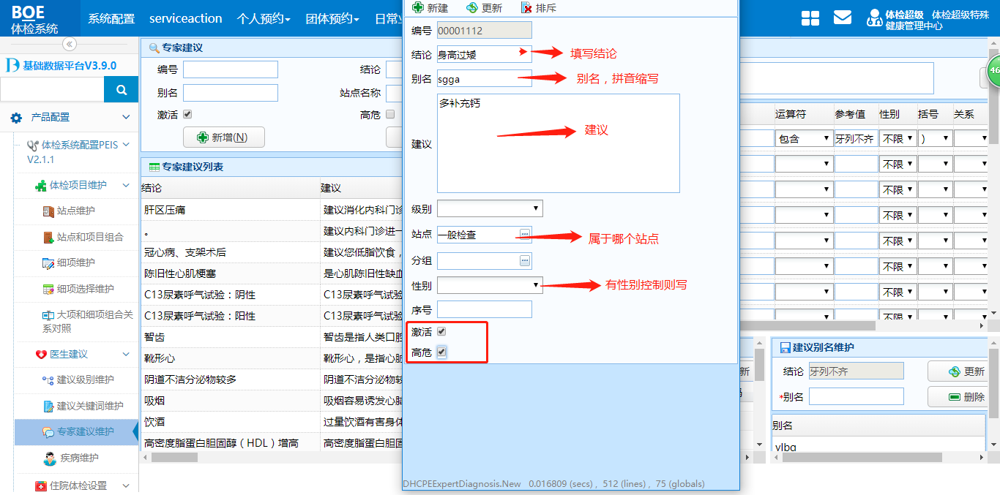 BOE
体检系统
系统配置 serviceaction 个人预约 团体预约 日常
体检超级 体检超级特殊
健康管理中心
基础数据平台V3.9.0
产品配置
体检系统配置PEIS
V2.1.1
体检项目维护
站点维护
站点和项目组合
细项维护
细项选择维护
大项和细项组合关
系对照
医生建议
建议级别维护
建议关键词维护
专家建议维护
疾病维护
住院体检设置
专家建议
编号 结论
别名 站点名称
激活 高危
新增(N)
专家建议列表
结论 建议
肝区压痛 建议消化内科门诊
。 建议内科门诊进一
冠心病、支架术后 建议您低脂饮食，
陈旧性心肌梗塞 是心肌陈旧性缺血
C13尿素呼气试验：阴性 C13尿素呼气试验
C13尿素呼气试验：阳性 C13尿素呼气试验
智齿 智齿是指人类口腔
靴形心 靴形心，是指心脏
阴道不洁分泌物较多 阴道不洁分泌物较
吸烟 吸烟容易诱发心脑
饮酒 过量饮酒有害身体
高密度脂蛋白胆固醇（HDL）增高 高密度脂蛋白胆固
新建 更新 排斥
编号 00001112
结论 身高过矮 填写结论
别名 sgga 别名，拼音缩写
建议 多补充钙 建议
级别
站点 一般检查 属于哪个站点
分组
性别 有性别控制则写
序号
激活
高危
DHCPEExpertDiagnosis.New 0.016809 (secs) , 512 (lines) , 75 (globals)
46
运算符 参考值 性别 括号 关系
包含 牙列不齐 不限 )
不限
不限
不限
不限
不限
不限
不限
新
建议别名维护
结论 牙列不齐 更新
*别名 删除
别名
ylbq